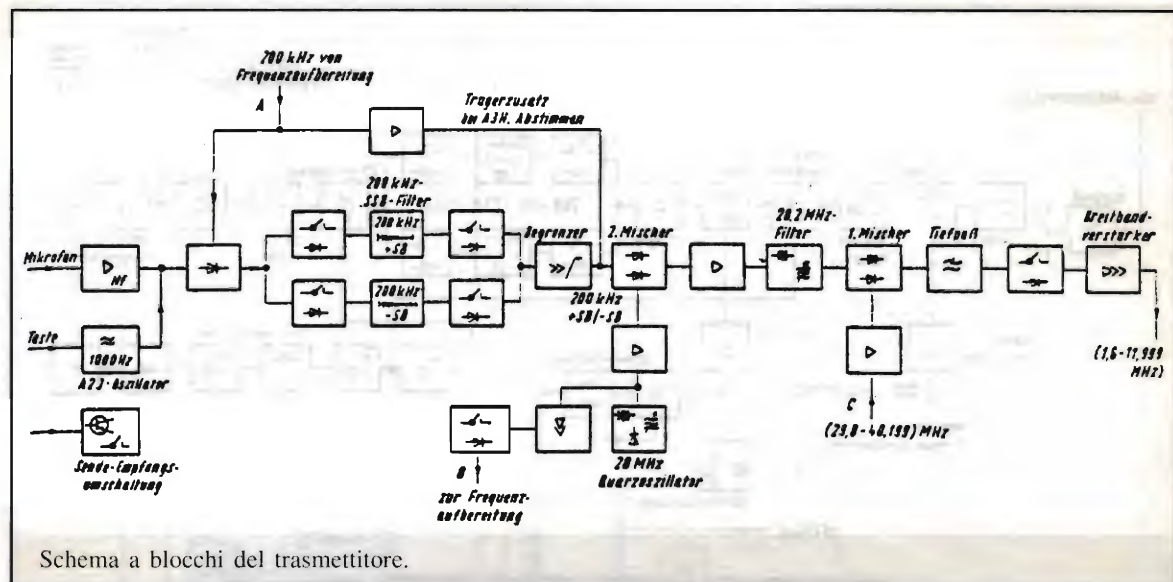 200 kHz von
Frequenzaufbereitung
A
Trägerzusatz
bei A3H, Abstimmen
200 kHz-
SSB-Filter
200 kHz
+SB
Begrenzer
2. Mischer
20,2 MHz-
Filter
1. Mischer
Tiefpaß
Breitband-
verstärker
Mikrofon
Nf
200 kHz
-SB
200 kHz
+SB/-SB
Taste
1000 Hz
A2J-Oszillator
(1,6-11,999
MHz)
C
(29,8-40,199) MHz
Sende-Empfangs-
umschaltung
B
zur Frequenz-
aufbereitung
20 MHz
Quarzoszillator
Schema a blocchi del trasmettitore.